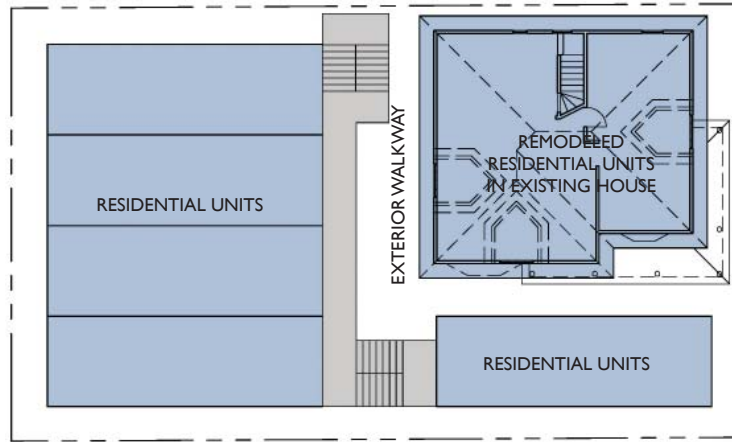 RESIDENTIAL UNITS
EXTERIOR WALKWAY
REMODELED
RESIDENTIAL UNITS
IN EXISTING HOUSE
RESIDENTIAL UNITS